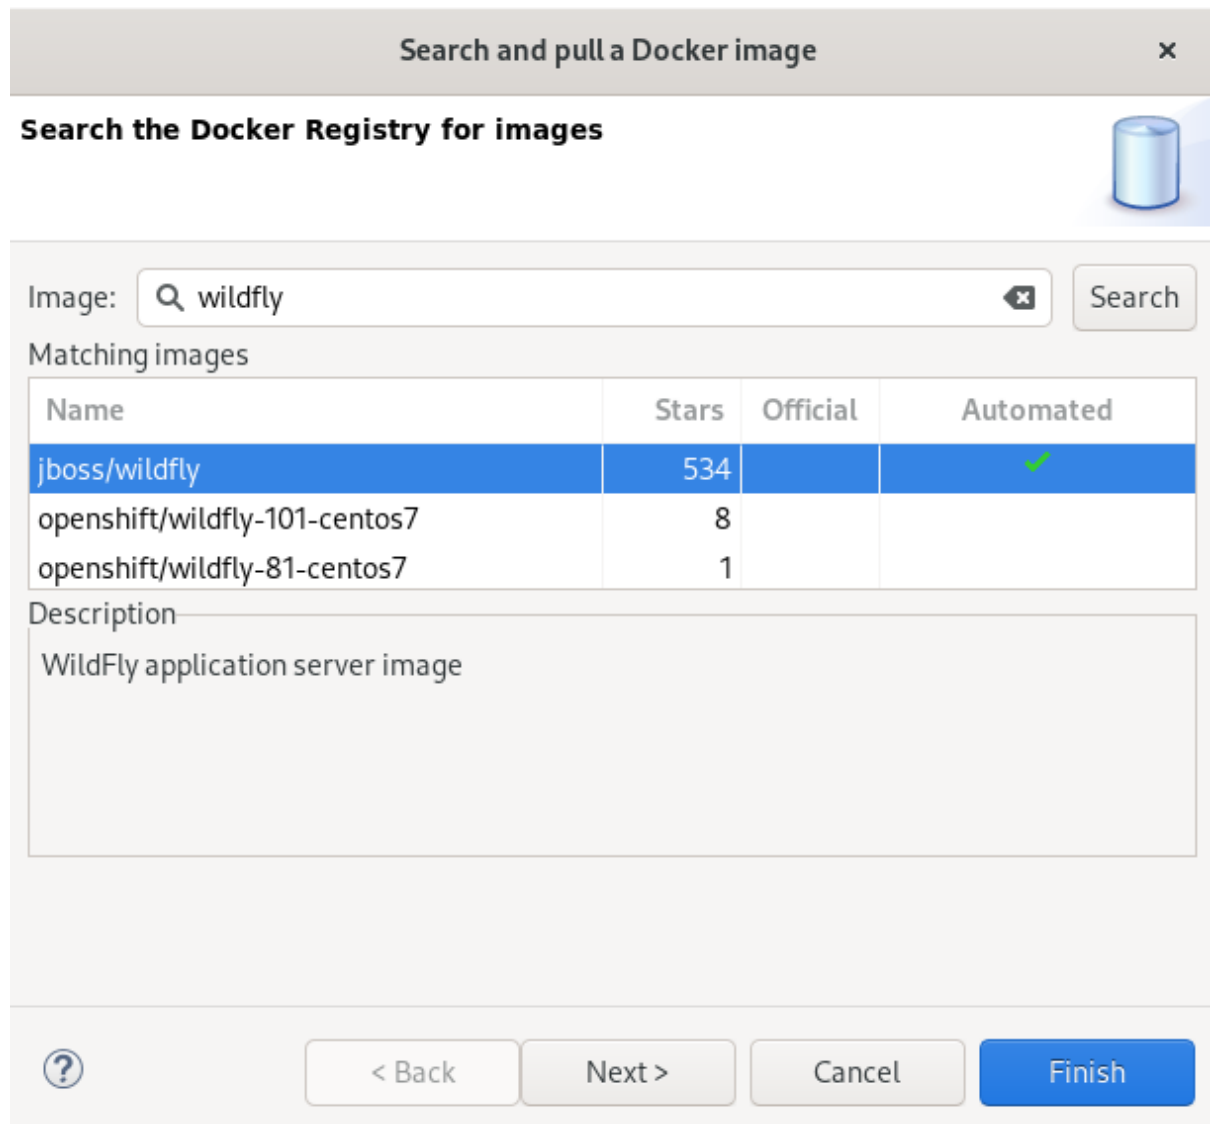 Search and pull a Docker image
Search the Docker Registry for images
Image: wildfly Search
Matching images
Name Stars Official Automated
jboss/wildfly 534
openshift/wildfly-101-centos7 8
openshift/wildfly-81-centos7 1
Description
WildFly application server image
? < Back Next > Cancel Finish